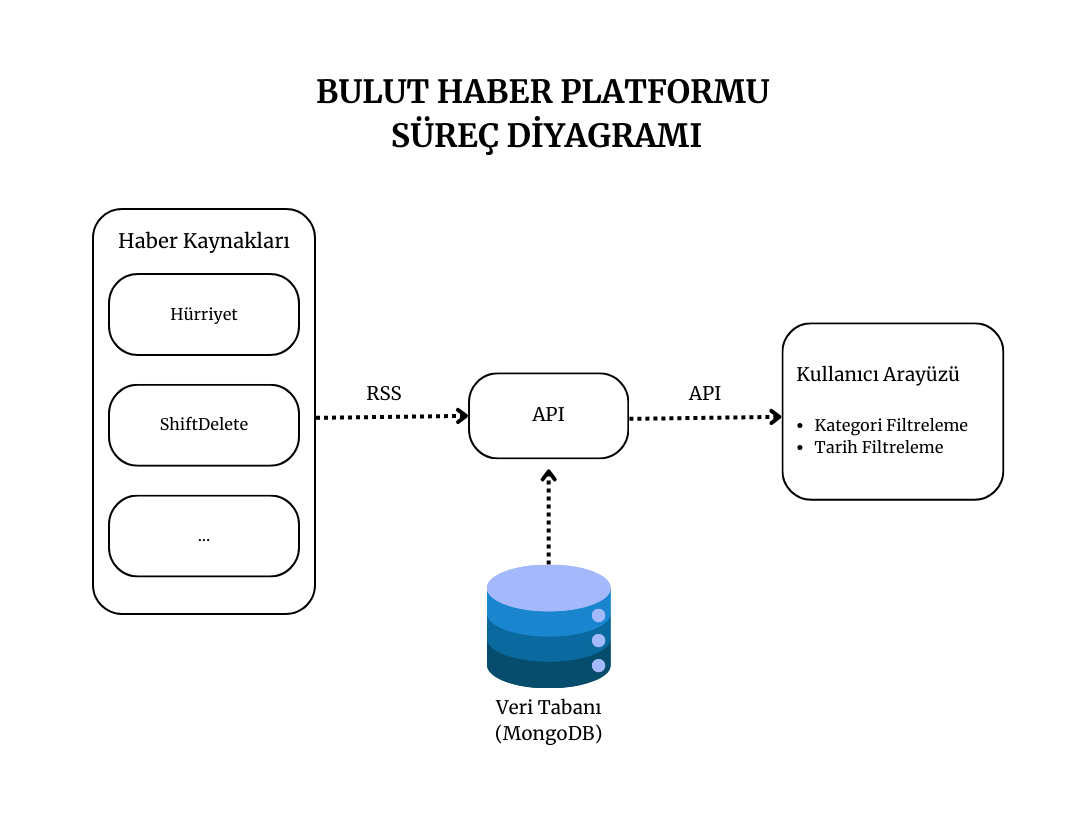 BULUT HABER PLATFORMU
SÜREÇ DİYAGRAMI
Haber Kaynakları
Hürriyet
ShiftDelete
...
RSS
API
API
Kullanıcı Arayüzü
• Kategori Filtreleme
• Tarih Filtreleme
Veri Tabanı
(MongoDB)